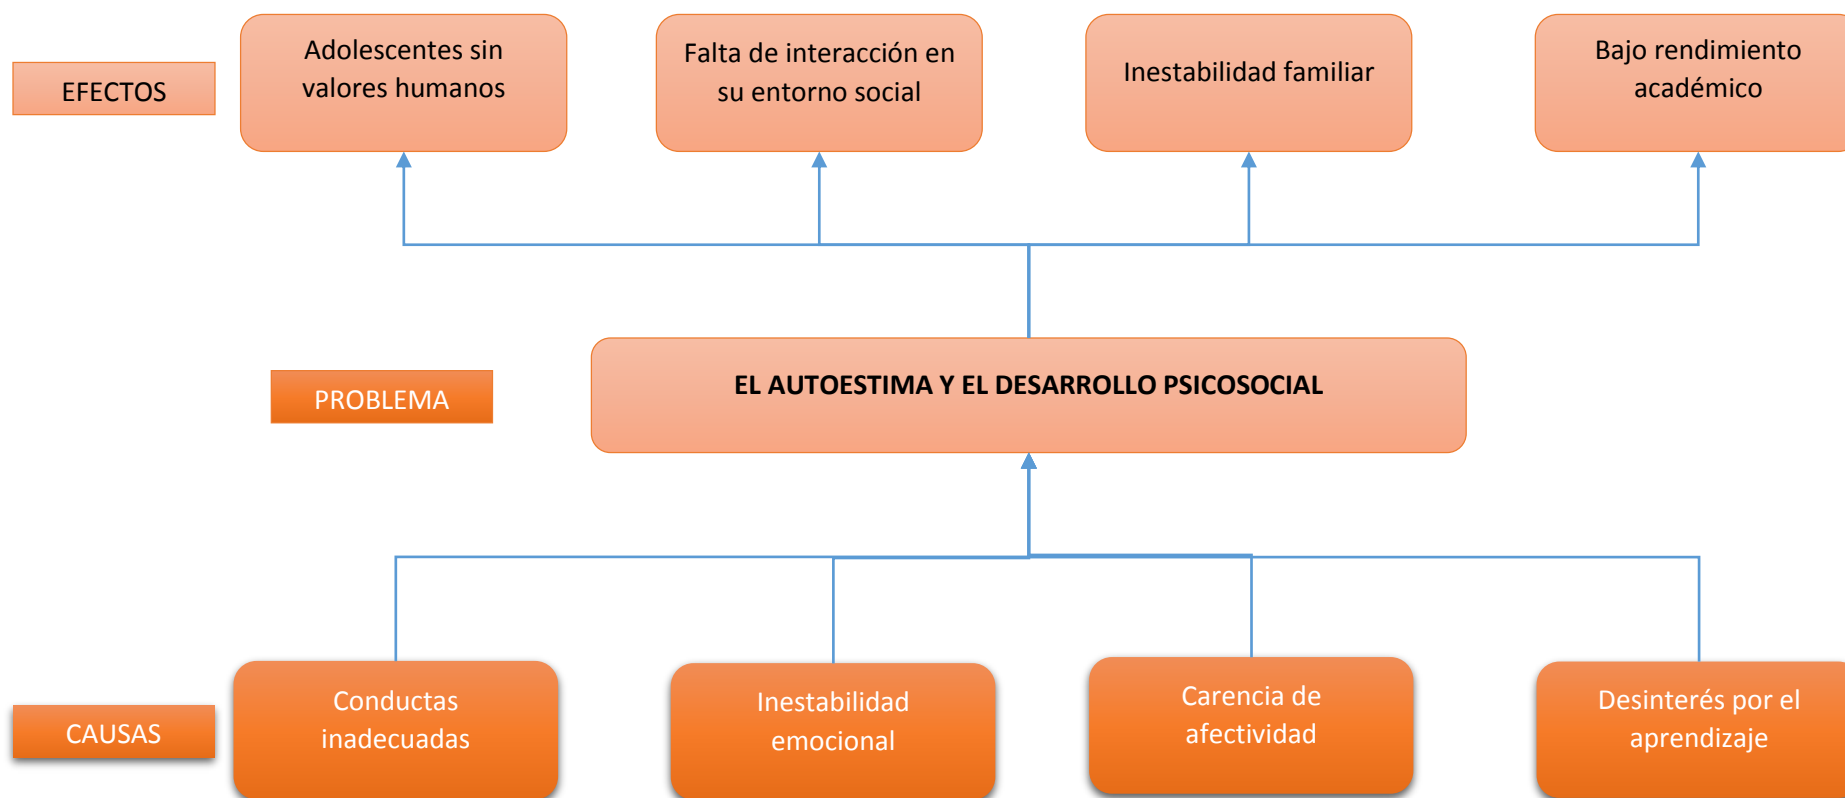 EFECTOS
Adolescentes sin
valores humanos
Falta de interacción en
su entorno social
Inestabilidad familiar
Bajo rendimiento
académico
PROBLEMA
EL AUTOESTIMA Y EL DESARROLLO PSICOSOCIAL
CAUSAS
Conductas
inadecuadas
Inestabilidad
emocional
Carencia de
afectividad
Desinterés por el
aprendizaje